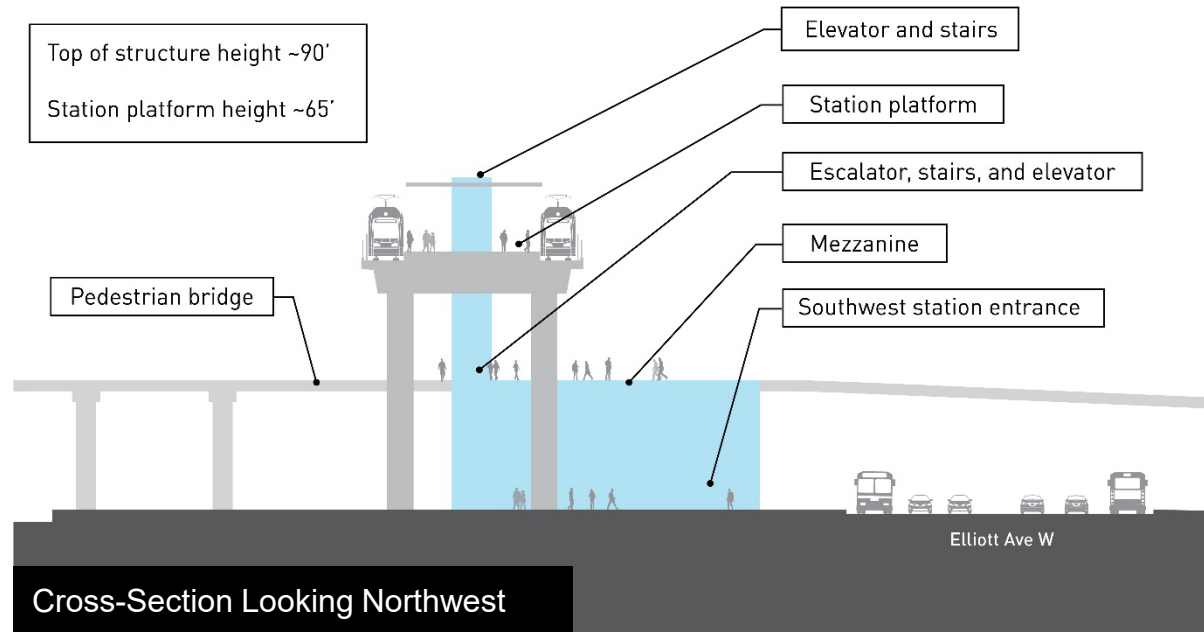 Top of structure height ~90’
Station platform height ~65’
Elevator and stairs
Station platform
Escalator, stairs, and elevator
Mezzanine
Pedestrian bridge
Southwest station entrance
Elliott Ave W
Cross-Section Looking Northwest